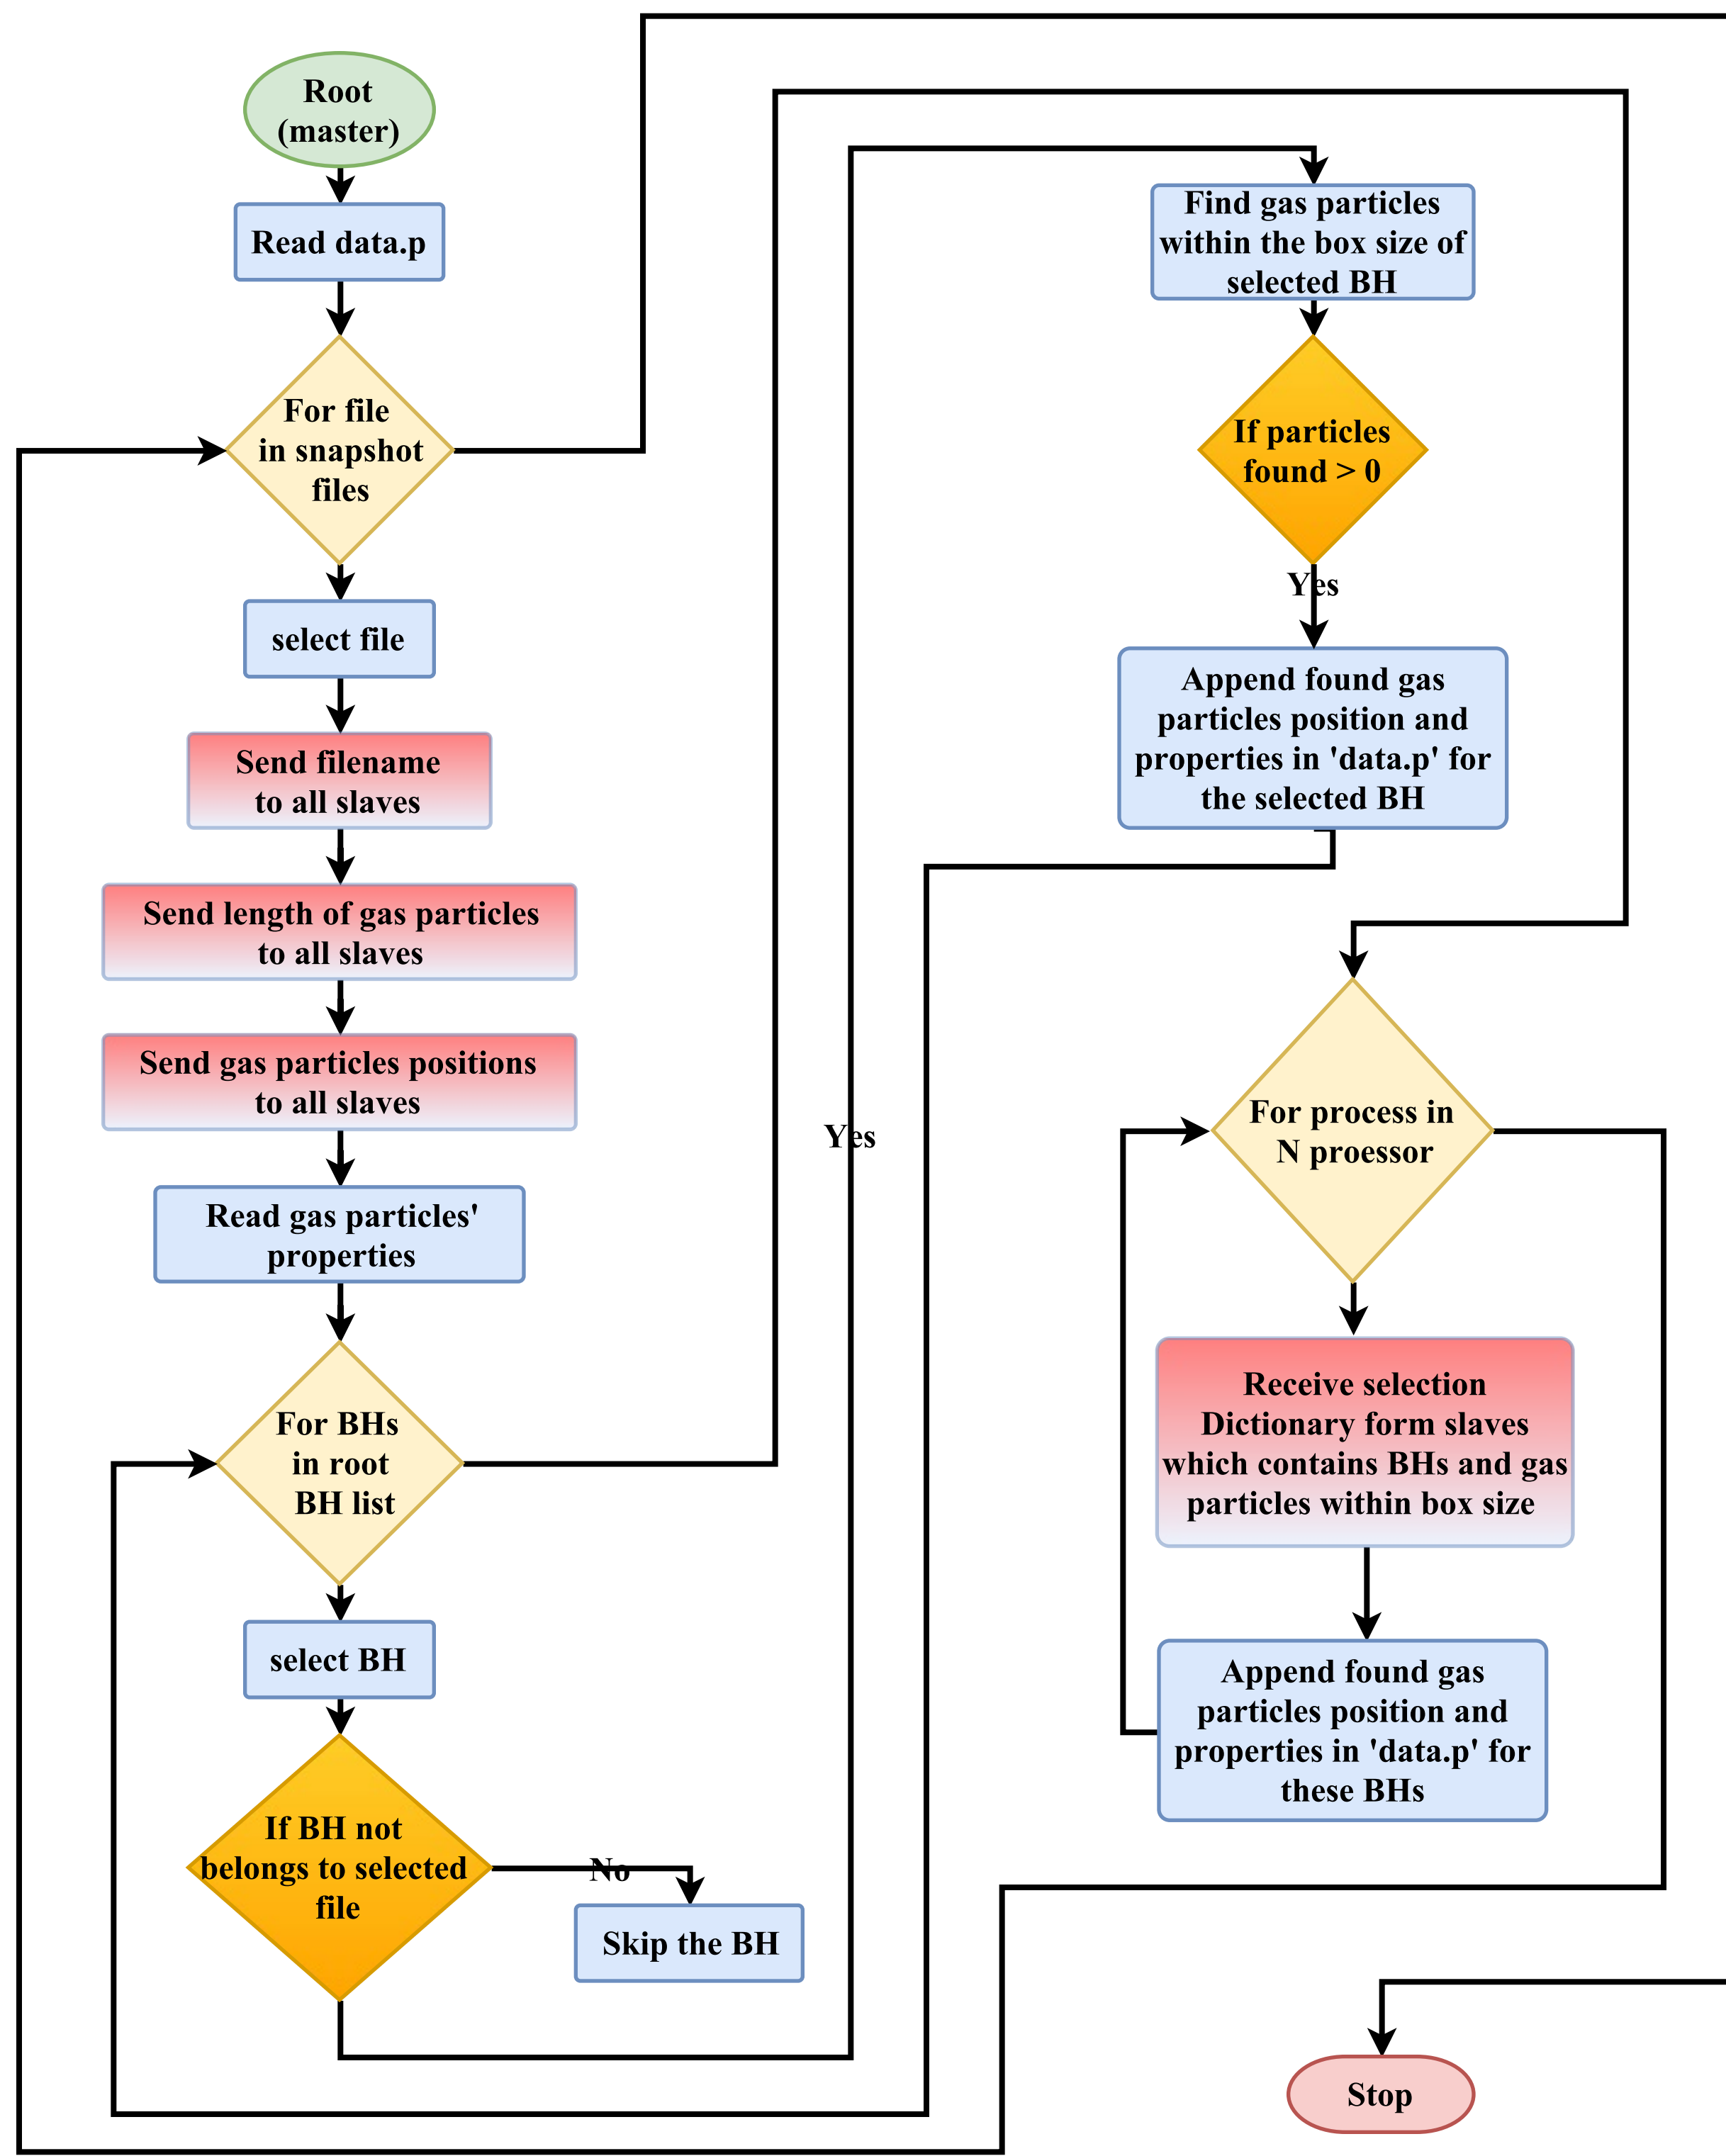 Root
(master)
Read data.p
For file
in snapshot
files
select file
Send filename
to all slaves
Send length of gas particles
to all slaves
Send gas particles positions
to all slaves
Read gas particles'
properties
For BHs
in root
BH list
select BH
If BH not
belongs to selected
file
No
Skip the BH
Yes
Find gas particles
within the box size of
selected BH
If particles
found > 0
Yes
Append found gas
particles position and
properties in 'data.p' for
the selected BH
For process in
N proessor
Receive selection
Dictionary form slaves
which contains BHs and gas
particles within box size
Append found gas
particles position and
properties in 'data.p' for
these BHs
Stop